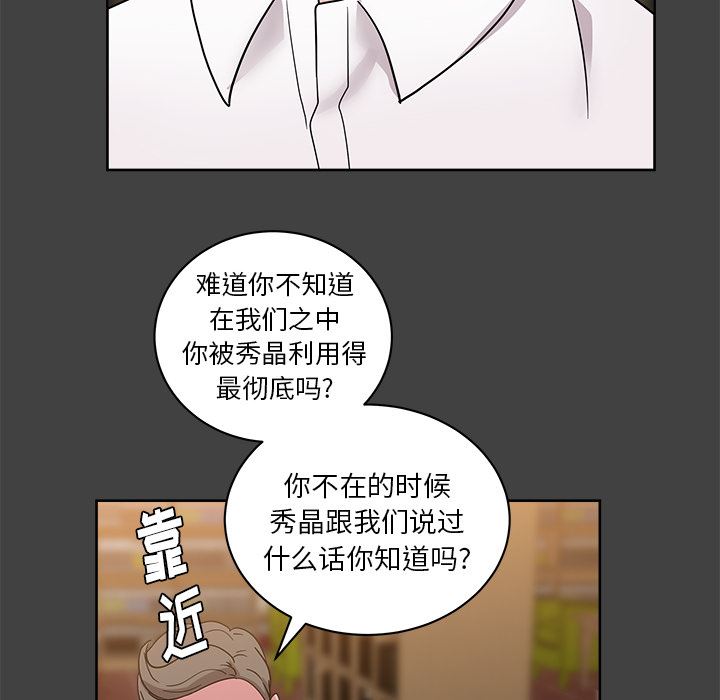 难道你不知道
在我们之中
你被秀晶利用得
最彻底吗?
你不在的时候
秀晶跟我们说过
什么话你知道吗?
靠近